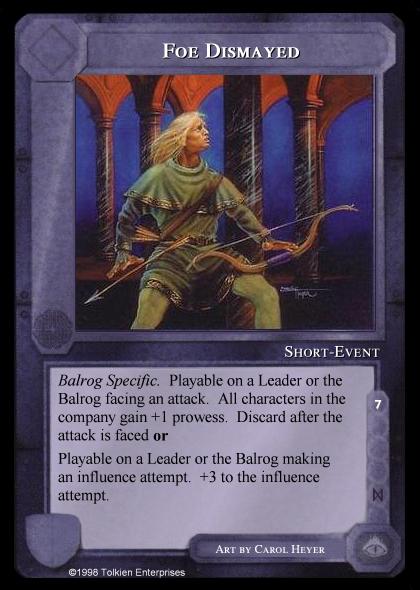 Foe Dismayed
Short-Event
Balrog Specific. Playable on a Leader or the
Balrog facing an attack. All characters in the
company gain +1 prowess. Discard after the
attack is faced or
Playable on a Leader or the Balrog making
an influence attempt. +3 to the influence
attempt.
7
Art by Carol Heyer
©1998 Tolkien Enterprises